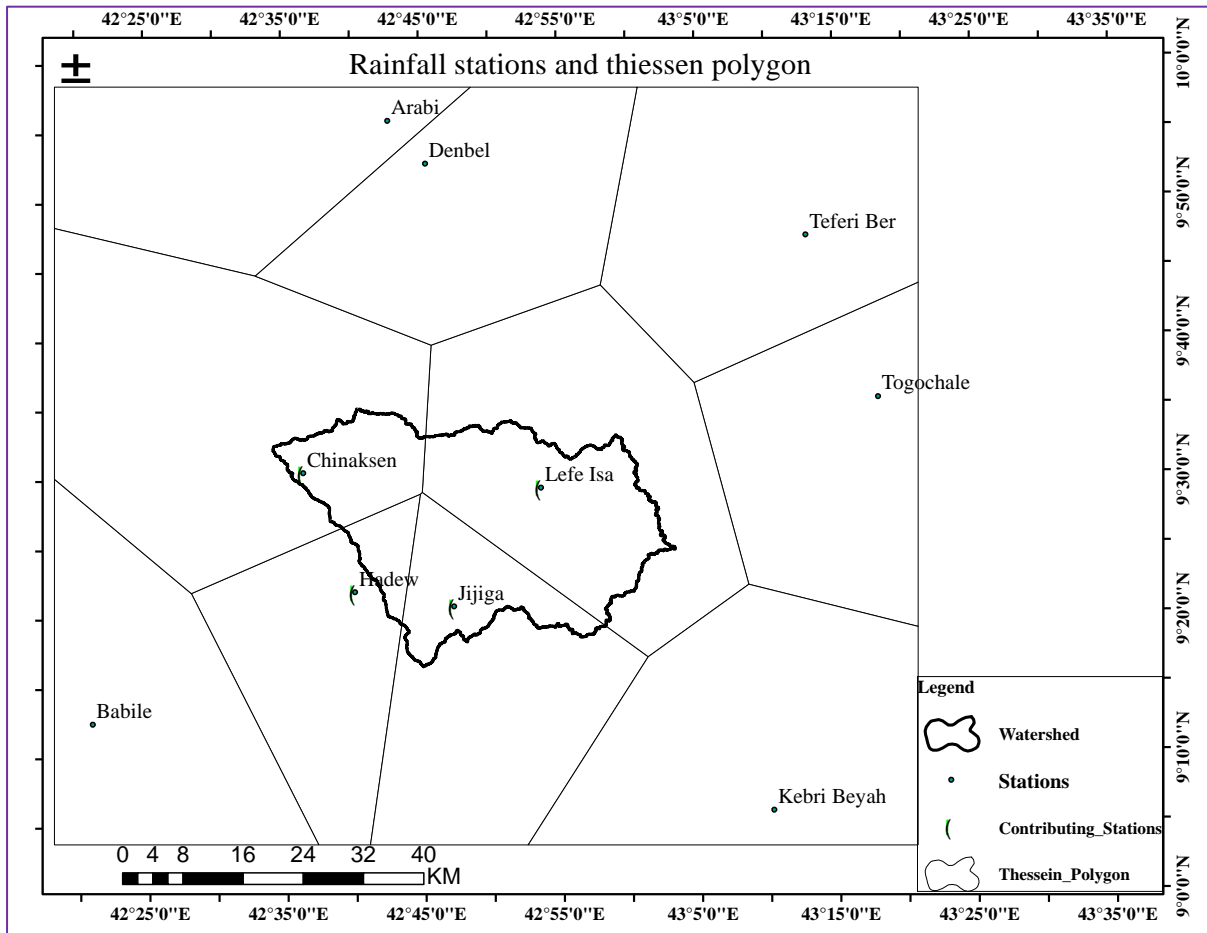 42°25'0"E 42°35'0"E 42°45'0"E 42°55'0"E 43°5'0"E 43°15'0"E 43°25'0"E 43°35'0"E
Rainfall stations and thiessen polygon
Arabi
Denbel
Teferi Ber
Togochale
Chinaksen
Lefe Isa
Hadew
Jijiga
Babile
Kebri Beyah
10°0'0"N
9°50'0"N
9°40'0"N
9°30'0"N
9°20'0"N
9°10'0"N
9°0'0"N
Legend
Watershed
Stations
Contributing_Stations
Thessein_Polygon
0 4 8 16 24 32 40
KM
42°25'0"E 42°35'0"E 42°45'0"E 42°55'0"E 43°5'0"E 43°15'0"E 43°25'0"E 43°35'0"E